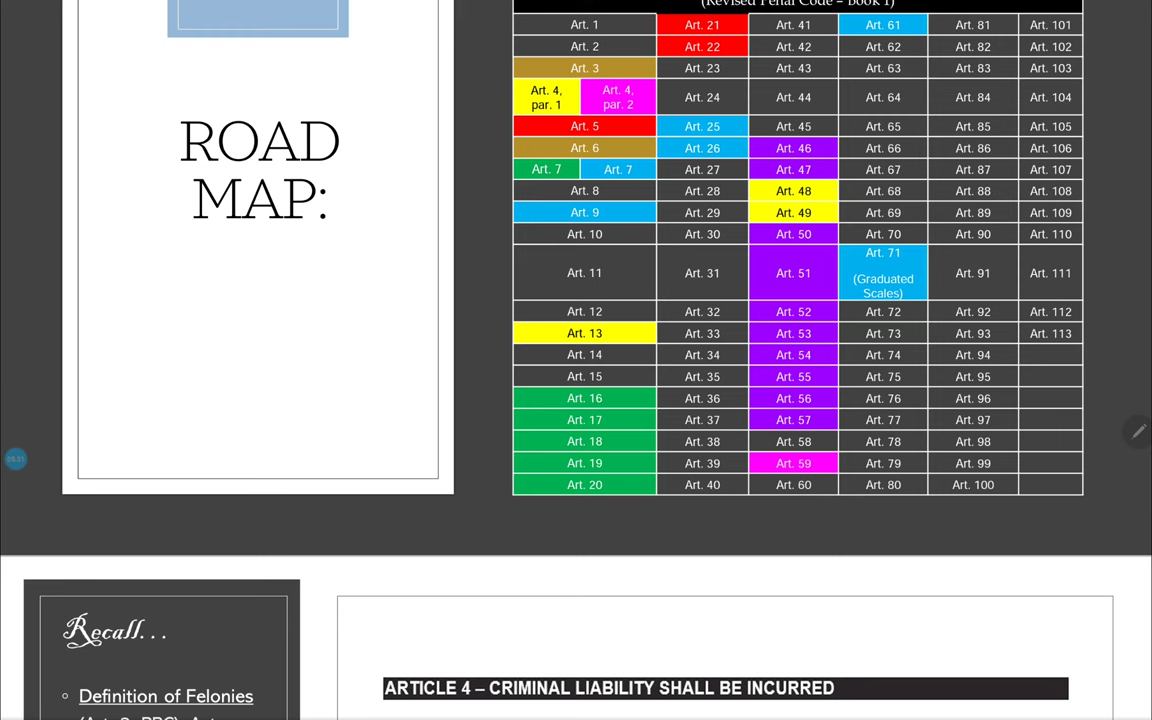 ROAD
MAP:
(Revised Penal Code – Book 1)
Art. 1 Art. 21 Art. 41 Art. 61 Art. 81 Art. 101
Art. 2 Art. 22 Art. 42 Art. 62 Art. 82 Art. 102
Art. 3 Art. 23 Art. 43 Art. 63 Art. 83 Art. 103
Art. 4, par. 1 Art. 4, par. 2 Art. 24 Art. 44 Art. 64 Art. 84 Art. 104
Art. 5 Art. 25 Art. 45 Art. 65 Art. 85 Art. 105
Art. 6 Art. 26 Art. 46 Art. 66 Art. 86 Art. 106
Art. 7 Art. 7 Art. 27 Art. 47 Art. 67 Art. 87 Art. 107
Art. 8 Art. 28 Art. 48 Art. 68 Art. 88 Art. 108
Art. 9 Art. 29 Art. 49 Art. 69 Art. 89 Art. 109
Art. 10 Art. 30 Art. 50 Art. 70 Art. 90 Art. 110
Art. 11 Art. 31 Art. 51 Art. 71 (Graduated Scales) Art. 91 Art. 111
Art. 12 Art. 32 Art. 52 Art. 72 Art. 92 Art. 112
Art. 13 Art. 33 Art. 53 Art. 73 Art. 93 Art. 113
Art. 14 Art. 34 Art. 54 Art. 74 Art. 94
Art. 15 Art. 35 Art. 55 Art. 75 Art. 95
Art. 16 Art. 36 Art. 56 Art. 76 Art. 96
Art. 17 Art. 37 Art. 57 Art. 77 Art. 97
Art. 18 Art. 38 Art. 58 Art. 78 Art. 98
Art. 19 Art. 39 Art. 59 Art. 79 Art. 99
Art. 20 Art. 40 Art. 60 Art. 80 Art. 100
Recall...
Definition of Felonies
ARTICLE 4 – CRIMINAL LIABILITY SHALL BE INCURRED